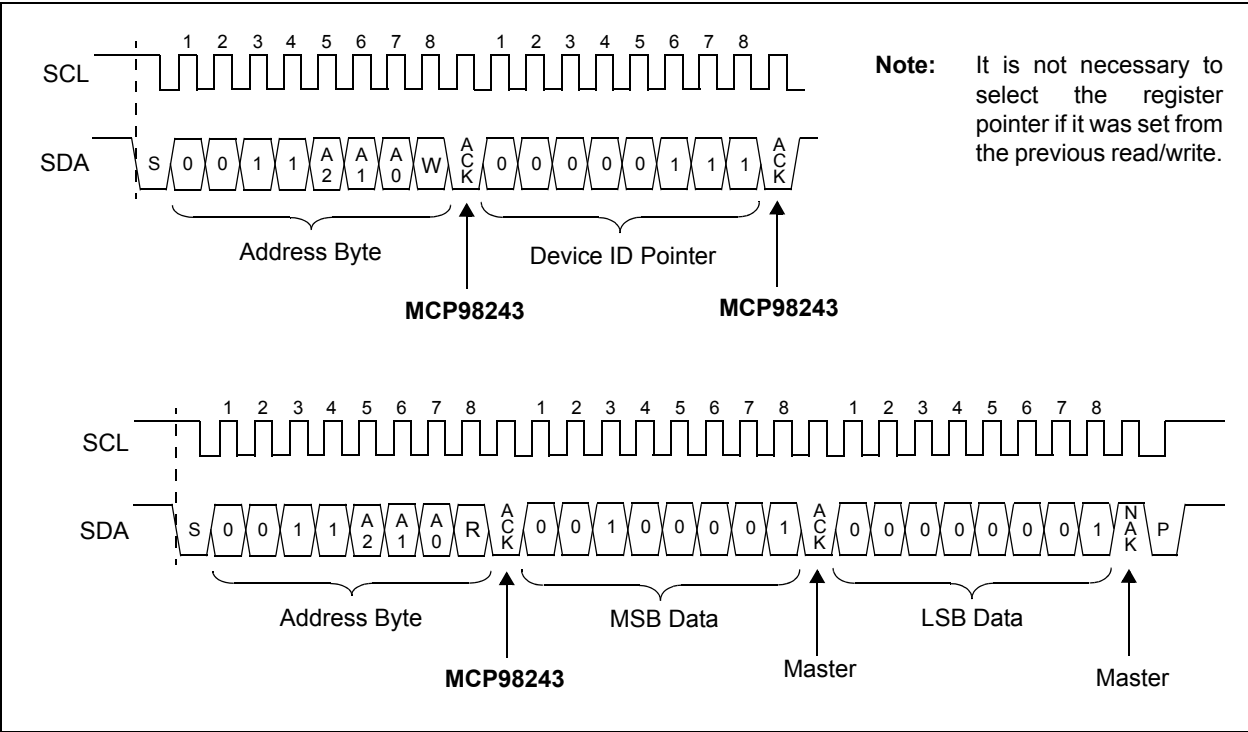 1 2 3 4 5 6 7 8 1 2 3 4 5 6 7 8
SCL
SDA
S 0 0 1 1 A2 A1 A0 W ACK 0 0 0 0 0 1 1 1 ACK
Address Byte
Device ID Pointer
MCP98243
MCP98243
Note: It is not necessary to
select the register
pointer if it was set from
the previous read/write.
1 2 3 4 5 6 7 8 1 2 3 4 5 6 7 8 1 2 3 4 5 6 7 8
SCL
SDA
S 0 0 1 1 A2 A1 A0 R ACK 0 0 1 0 0 0 0 1 ACK 0 0 0 0 0 0 0 1 NAK P
Address Byte
MSB Data
LSB Data
MCP98243
Master
Master